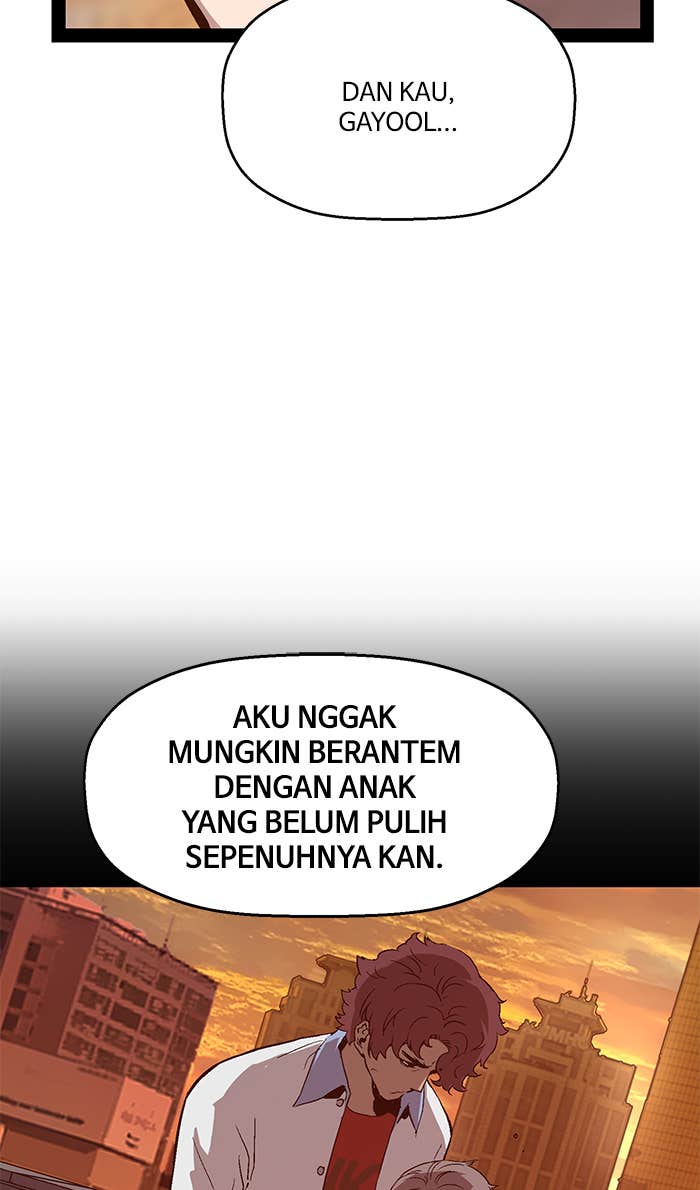 DAN KAU,
GAYOOL...
AKU NGGAK
MUNGKIN BERANTEM
DENGAN ANAK
YANG BELUM PULIH
SEPENUHNYA KAN.